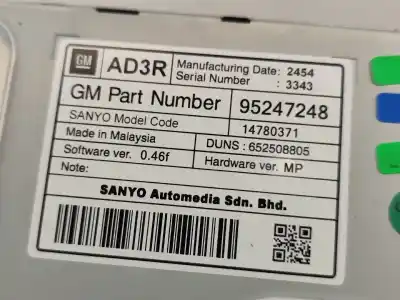 GM AD3R Manufacturing Date: 2454
Serial Number : 3343
GM Part Number 95247248
SANYO Model Code 14780371
Made in Malaysia DUNS : 652508805
Software ver. 0.46f Hardware ver. MP
Note:
SANYO Automedia Sdn. Bhd.